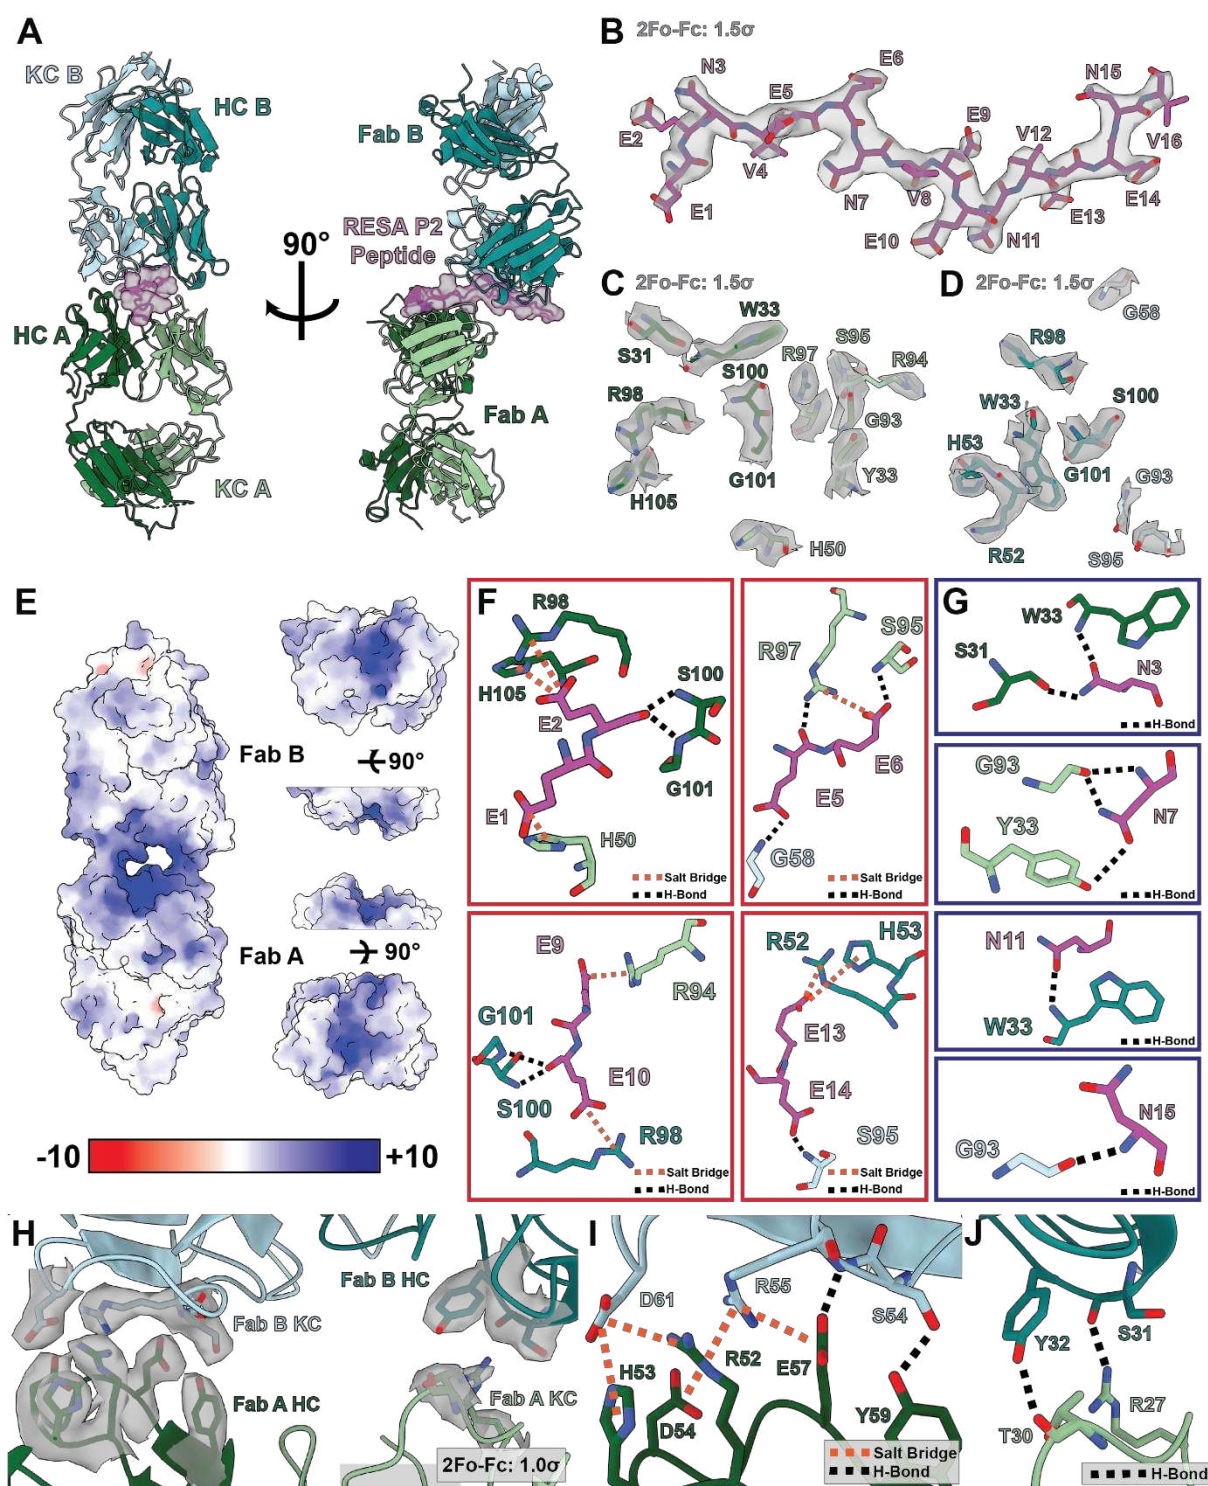 A
KC B
HC B
HC A
KC A
90°
Fab B
RESA P2
Peptide
Fab A
B 2Fo-Fc: 1.5σ
N3
E6
E5
N15
E2
E9
V12
V4
V16
E1
N7
V8
E14
E13
E10
N11
C 2Fo-Fc: 1.5σ
W33
S31
S95
R97
R94
S100
R98
G93
Y33
G101
H105
H50
D 2Fo-Fc: 1.5σ
G58
R98
W33
S100
H53
G101
G93
R52
S95
E
Fab B
90°
Fab A
90°
-10
+10
F
R98
H105
S100
E2
G101
E1
H50
Salt Bridge
H-Bond
S95
R97
E6
E5
G58
Salt Bridge
H-Bond
E9
R94
G101
E10
S100
R98
Salt Bridge
H-Bond
R52
H53
E13
E14
S95
Salt Bridge
H-Bond
G
W33
S31
N3
H-Bond
G93
N7
Y33
H-Bond
N11
W33
H-Bond
N15
G93
H-Bond
H
Fab B KC
Fab A HC
Fab B HC
Fab A KC
2Fo-Fc: 1.0σ
I
D61
R55
S54
H53
R52
E57
D54
Y59
Salt Bridge
H-Bond
J
Y32
S31
R27
T30
H-Bond